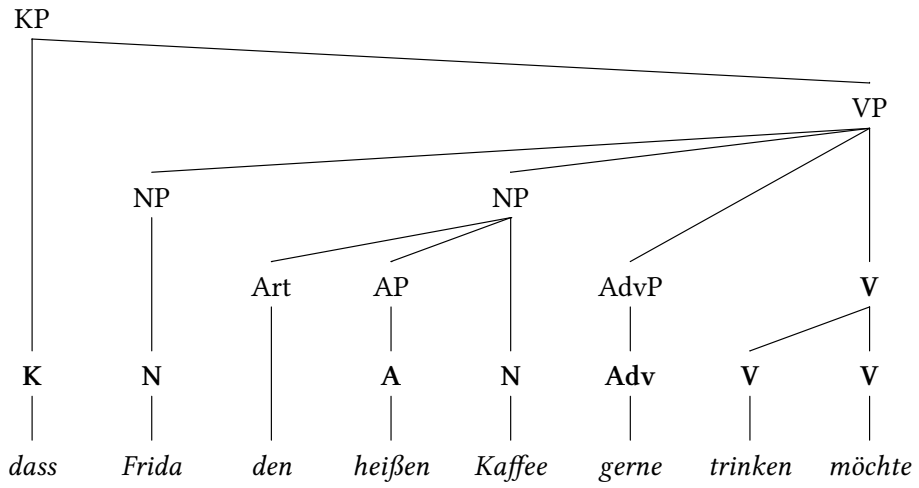 KP
VP
NP NP
Art AP AdvP V
K N A N Adv V V
dass Frida den heißen Kaffee gerne trinken möchte